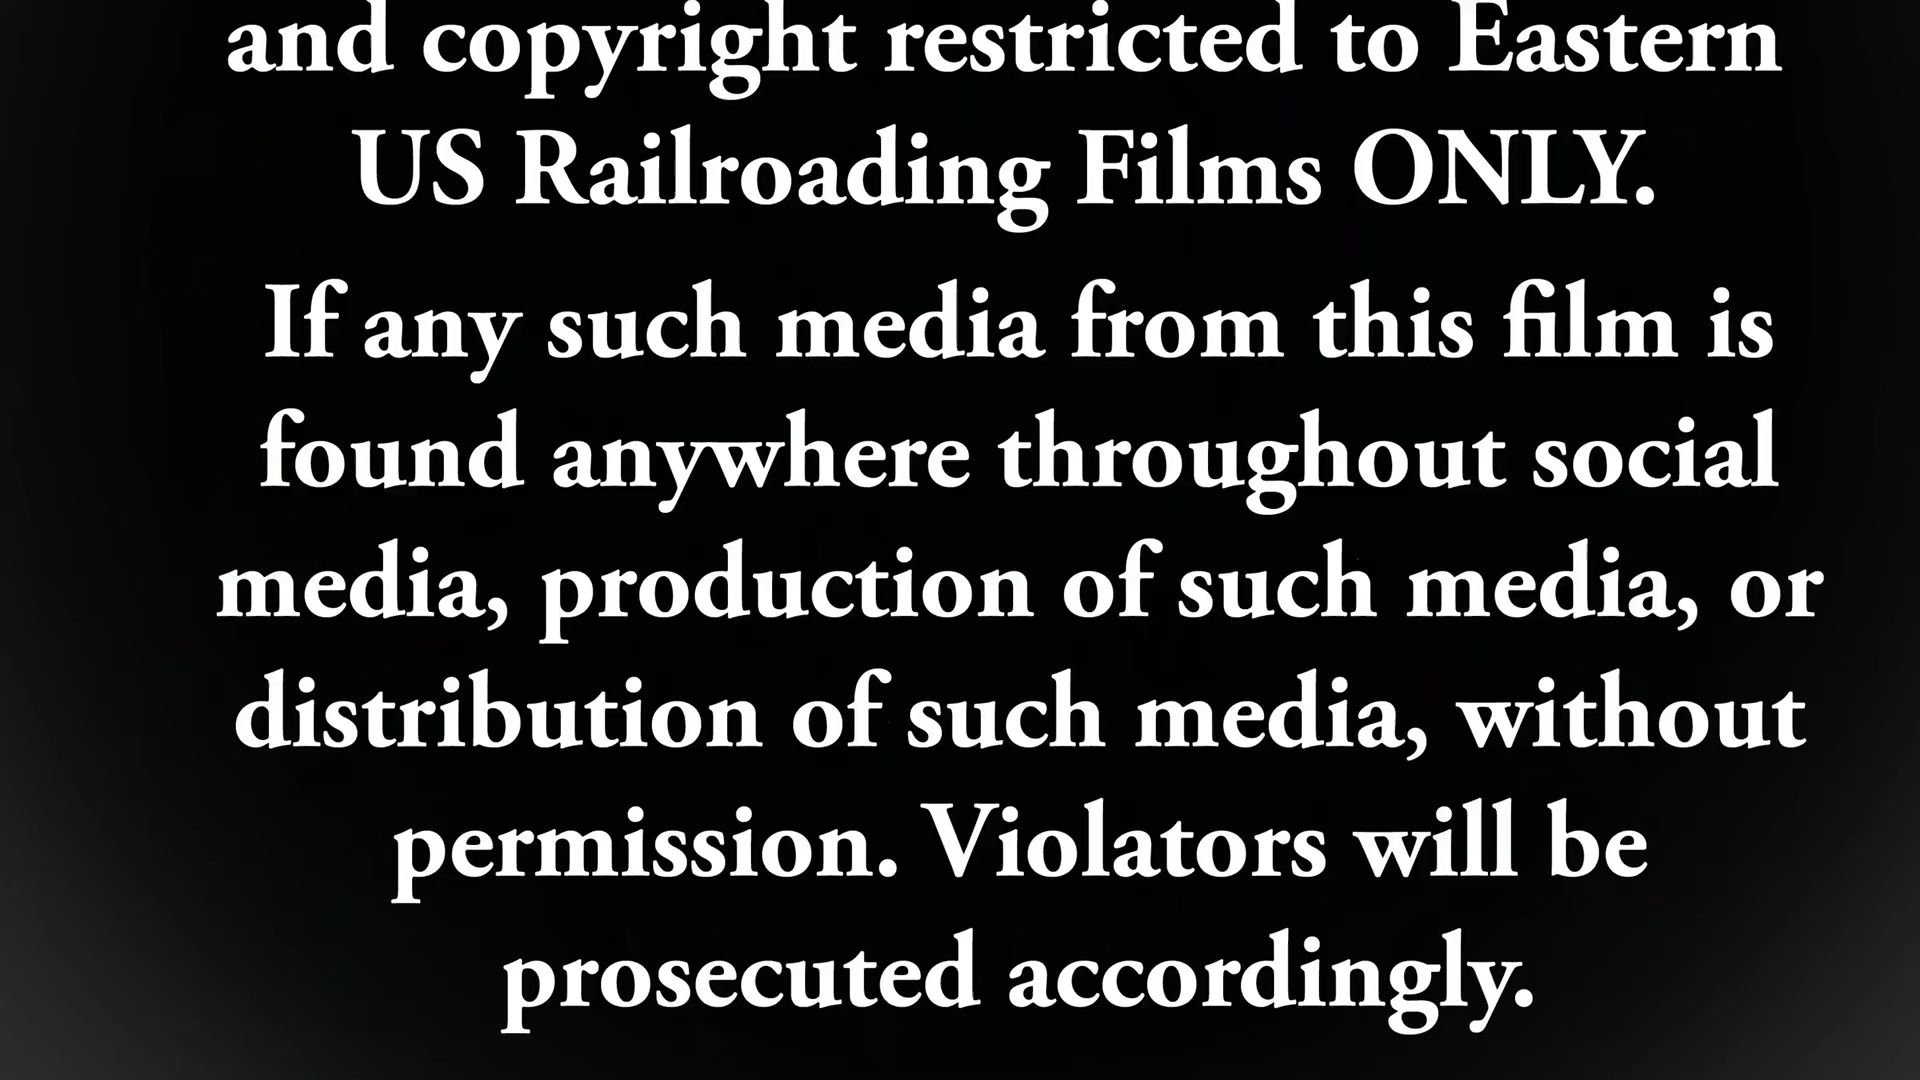 and copyright restricted to Eastern
US Railroading Films ONLY.
If any such media from this film is
found anywhere throughout social
media, production of such media, or
distribution of such media, without
permission. Violators will be
prosecuted accordingly.